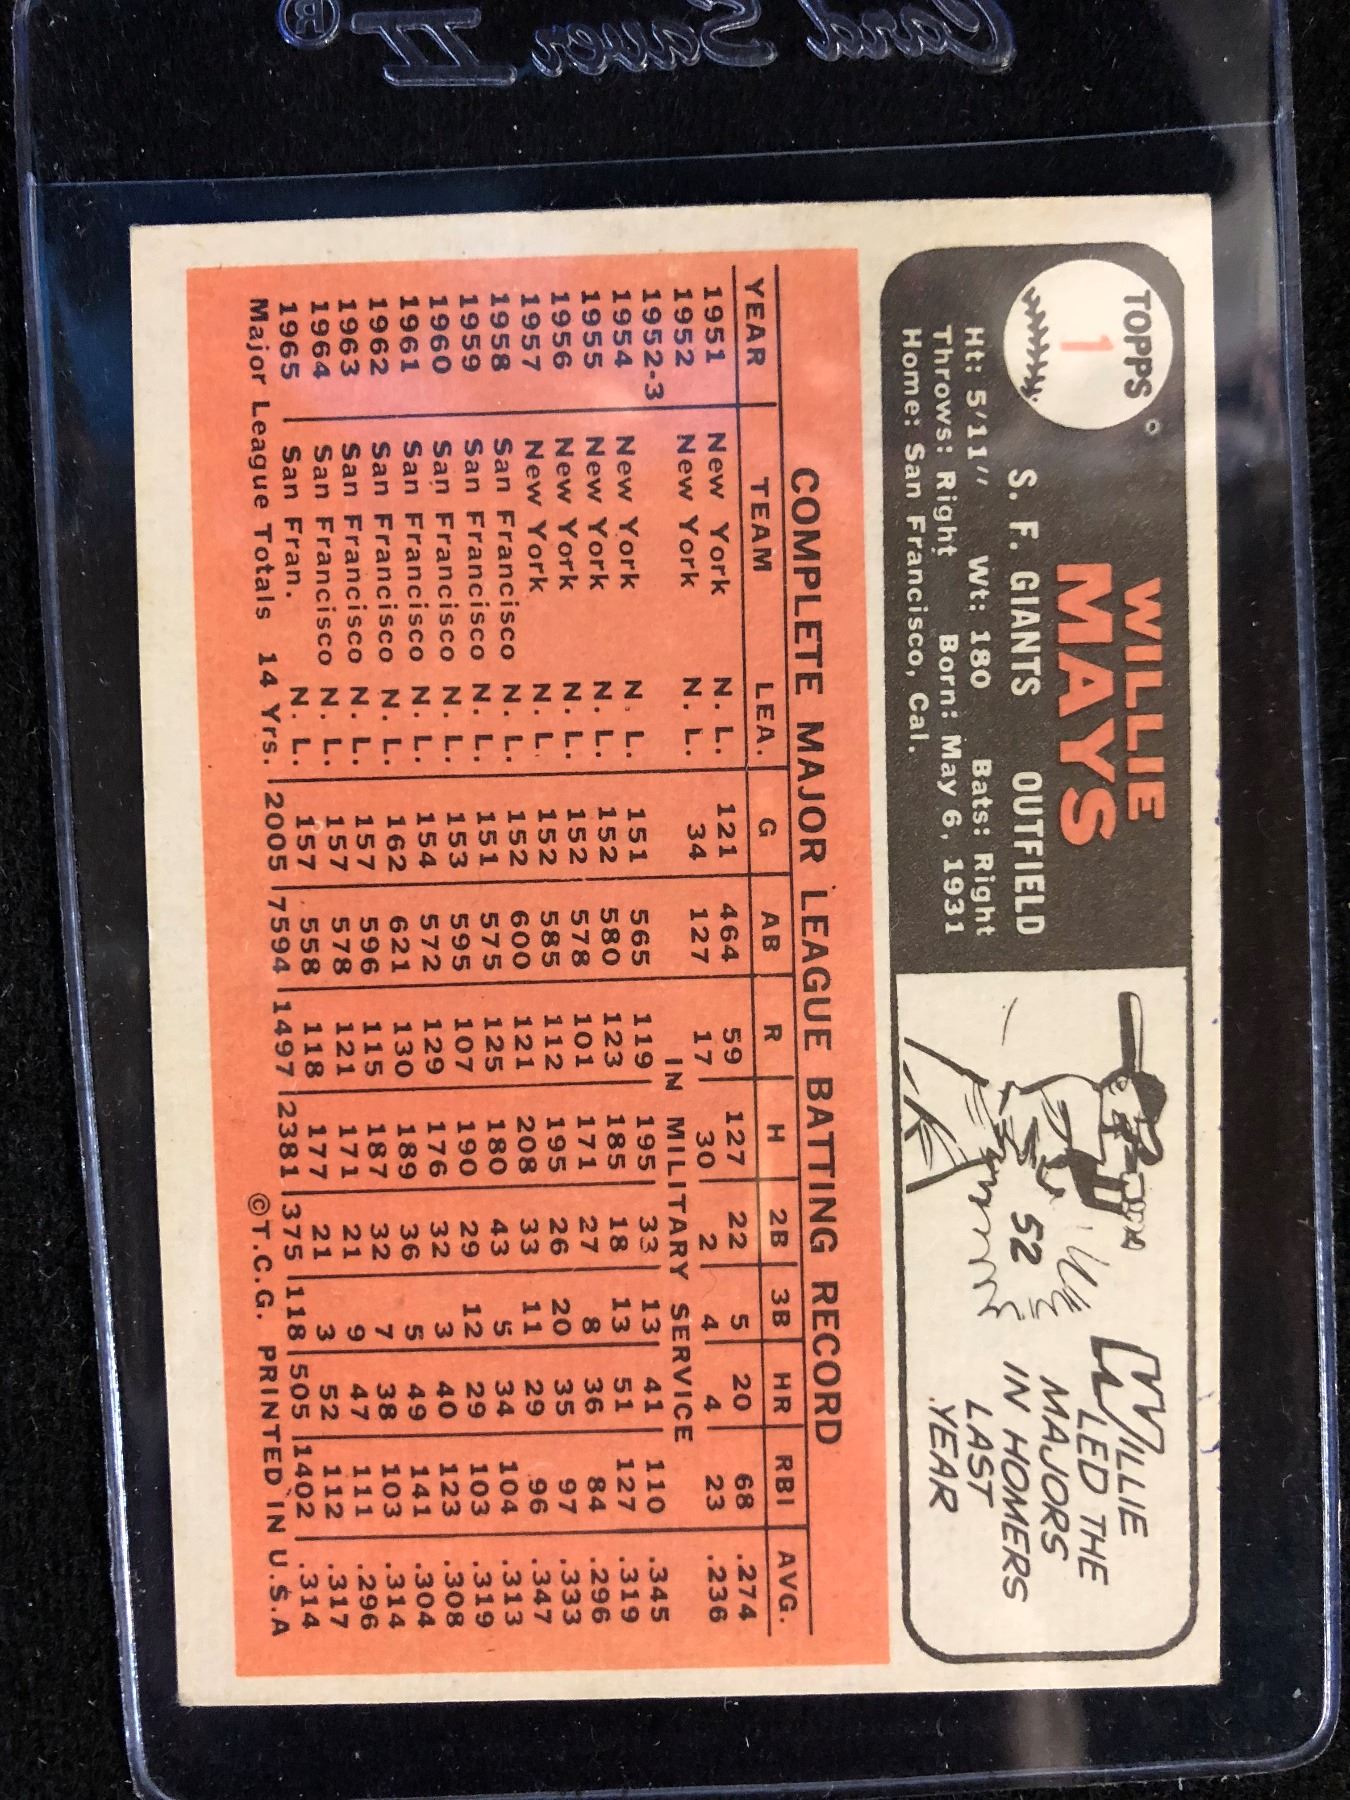 Card Saver II®
TOPPS
1
WILLIE
MAYS
S. F. GIANTS OUTFIELD
Ht: 5'11" Wt: 180 Bats: Right
Throws: Right Born: May 6, 1931
Home: San Francisco, Cal.
52
WILLIE
LED THE
MAJORS
IN HOMERS
LAST
YEAR
COMPLETE MAJOR LEAGUE BATTING RECORD
YEAR TEAM LEA. G AB R H 2B 3B HR RBI AVG.
1951 New York N. L. 121 464 59 127 22 5 20 68 .274
1952 New York N. L. 34 127 17 30 2 4 4 23 .236
1952-3 IN MILITARY SERVICE
1954 New York N. L. 151 565 119 195 33 13 41 110 .345
1955 New York N. L. 152 580 123 185 18 13 51 127 .319
1956 New York N. L. 152 578 101 171 27 8 36 84 .296
1957 New York N. L. 152 585 112 195 26 20 35 97 .333
1958 San Francisco N. L. 152 600 121 208 33 11 29 96 .347
1959 San Francisco N. L. 151 575 125 180 43 5 34 104 .313
1960 San Francisco N. L. 153 595 107 190 29 12 29 103 .319
1961 San Francisco N. L. 154 572 129 176 32 3 40 123 .308
1962 San Francisco N. L. 162 621 130 189 36 5 49 141 .304
1963 San Francisco N. L. 157 596 115 187 32 7 38 103 .314
1964 San Francisco N. L. 157 578 121 171 21 9 47 111 .296
1965 San Fran. N. L. 157 558 118 177 21 3 52 112 .317
Major League Totals 14 Yrs. 2005 7594 1497 2381 375 118 505 1402 .314
©T.C.G. PRINTED IN U.S.A